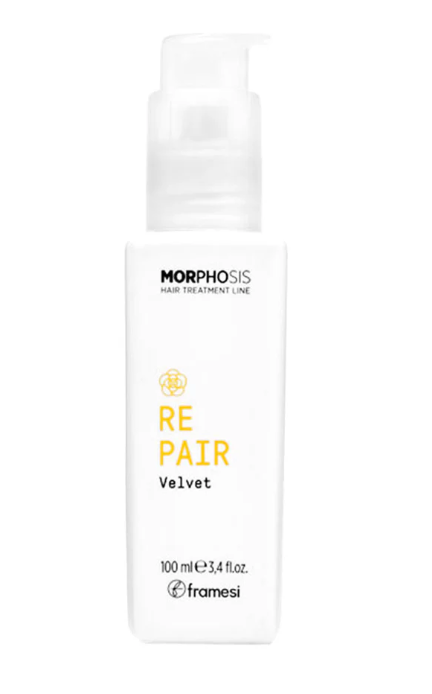 MORPHOSIS
HAIR TREATMENT LINE
RE
PAIR
Velvet
100 ml ℮ 3,4 fl.oz.
framesi